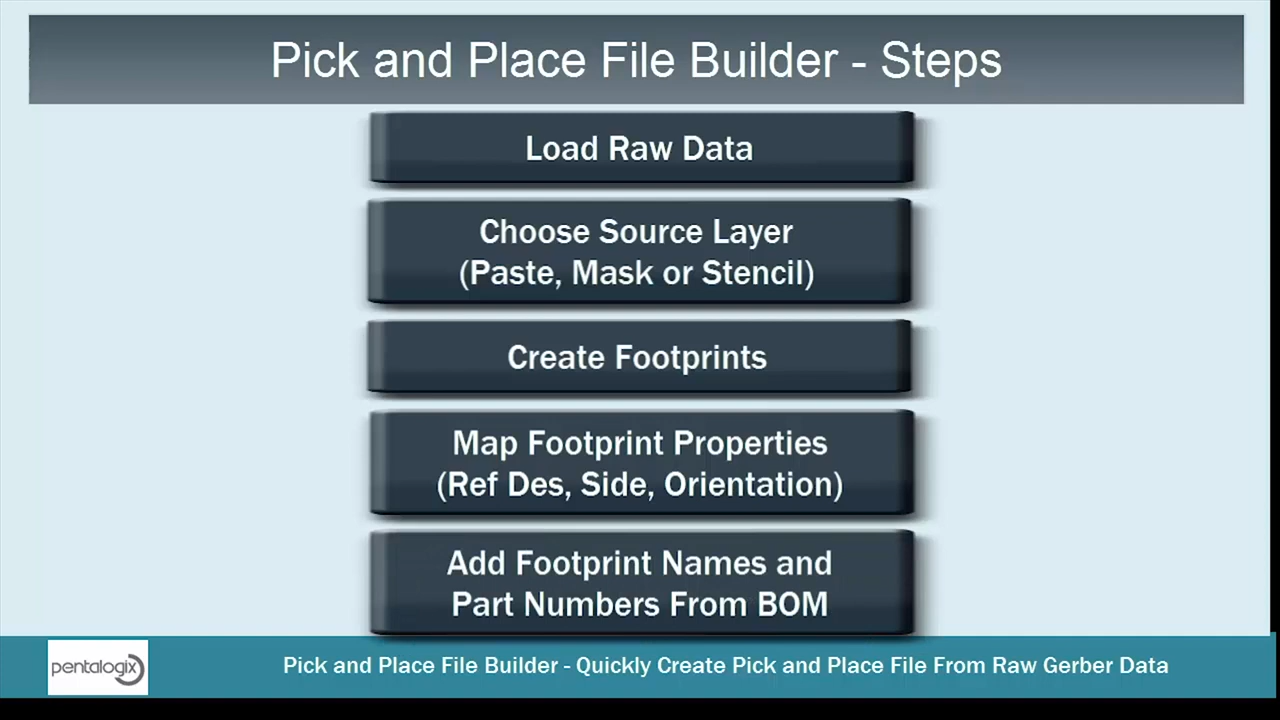 Pick and Place File Builder - Steps
Load Raw Data
Choose Source Layer
(Paste, Mask or Stencil)
Create Footprints
Map Footprint Properties
(Ref Des, Side, Orientation)
Add Footprint Names and
Part Numbers From BOM
pentalogix
Pick and Place File Builder - Quickly Create Pick and Place File From Raw Gerber Data